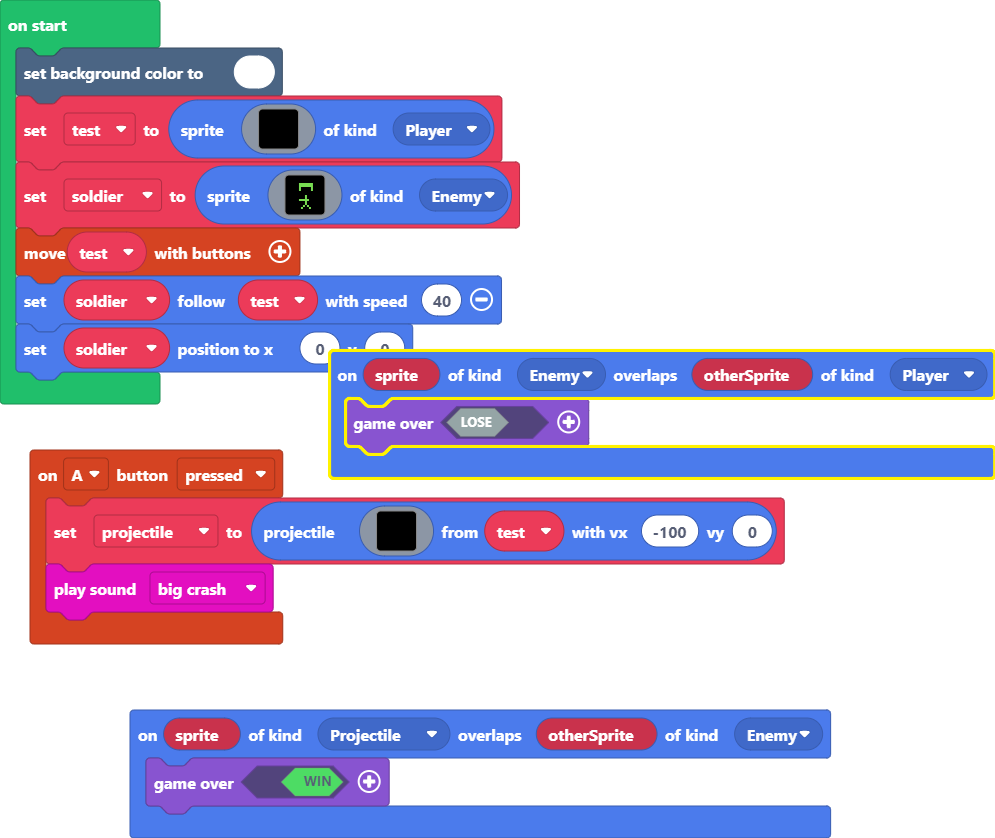 on start
set background color to
set test to sprite of kind Player
set soldier to sprite of kind Enemy
move test with buttons
set soldier follow test with speed 40
set soldier position to x 0
on sprite of kind Enemy overlaps otherSprite of kind Player
game over LOSE
on A button pressed
set projectile to projectile from test with vx -100 vy 0
play sound big crash
on sprite of kind Projectile overlaps otherSprite of kind Enemy
game over WIN